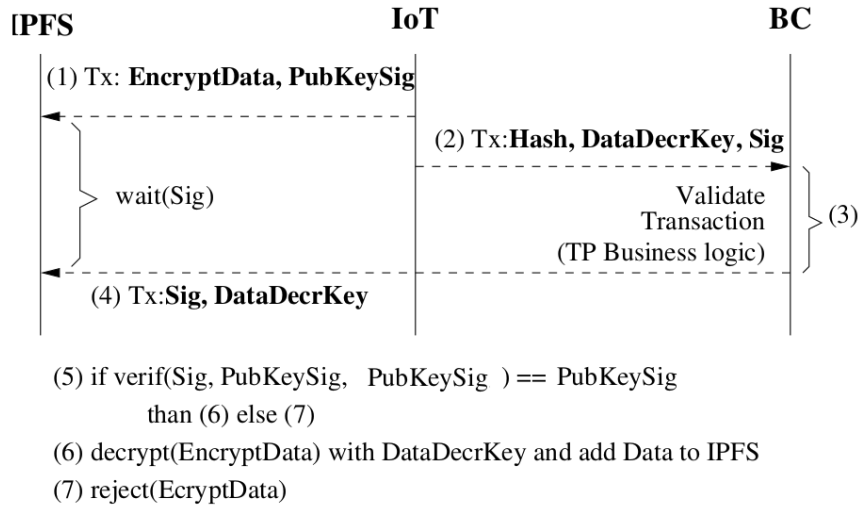 IPFS
IoT
BC
(1) Tx: EncryptData, PubKeySig
(2) Tx:Hash, DataDecrKey, Sig
wait(Sig)
Validate
Transaction
(TP Business logic)
(3)
(4) Tx:Sig, DataDecrKey
(5) if verif(Sig, PubKeySig, PubKeySig ) == PubKeySig
than (6) else (7)
(6) decrypt(EncryptData) with DataDecrKey and add Data to IPFS
(7) reject(EcryptData)